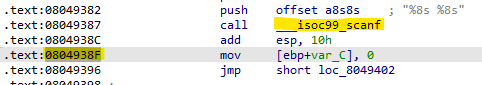 .text:08049382 push offset a8s8s ; "%8s %8s"
.text:08049387 call ___isoc99_scanf
.text:0804938C add esp, 10h
.text:0804938F mov [ebp+var_C], 0
.text:08049396 jmp short loc_8049402